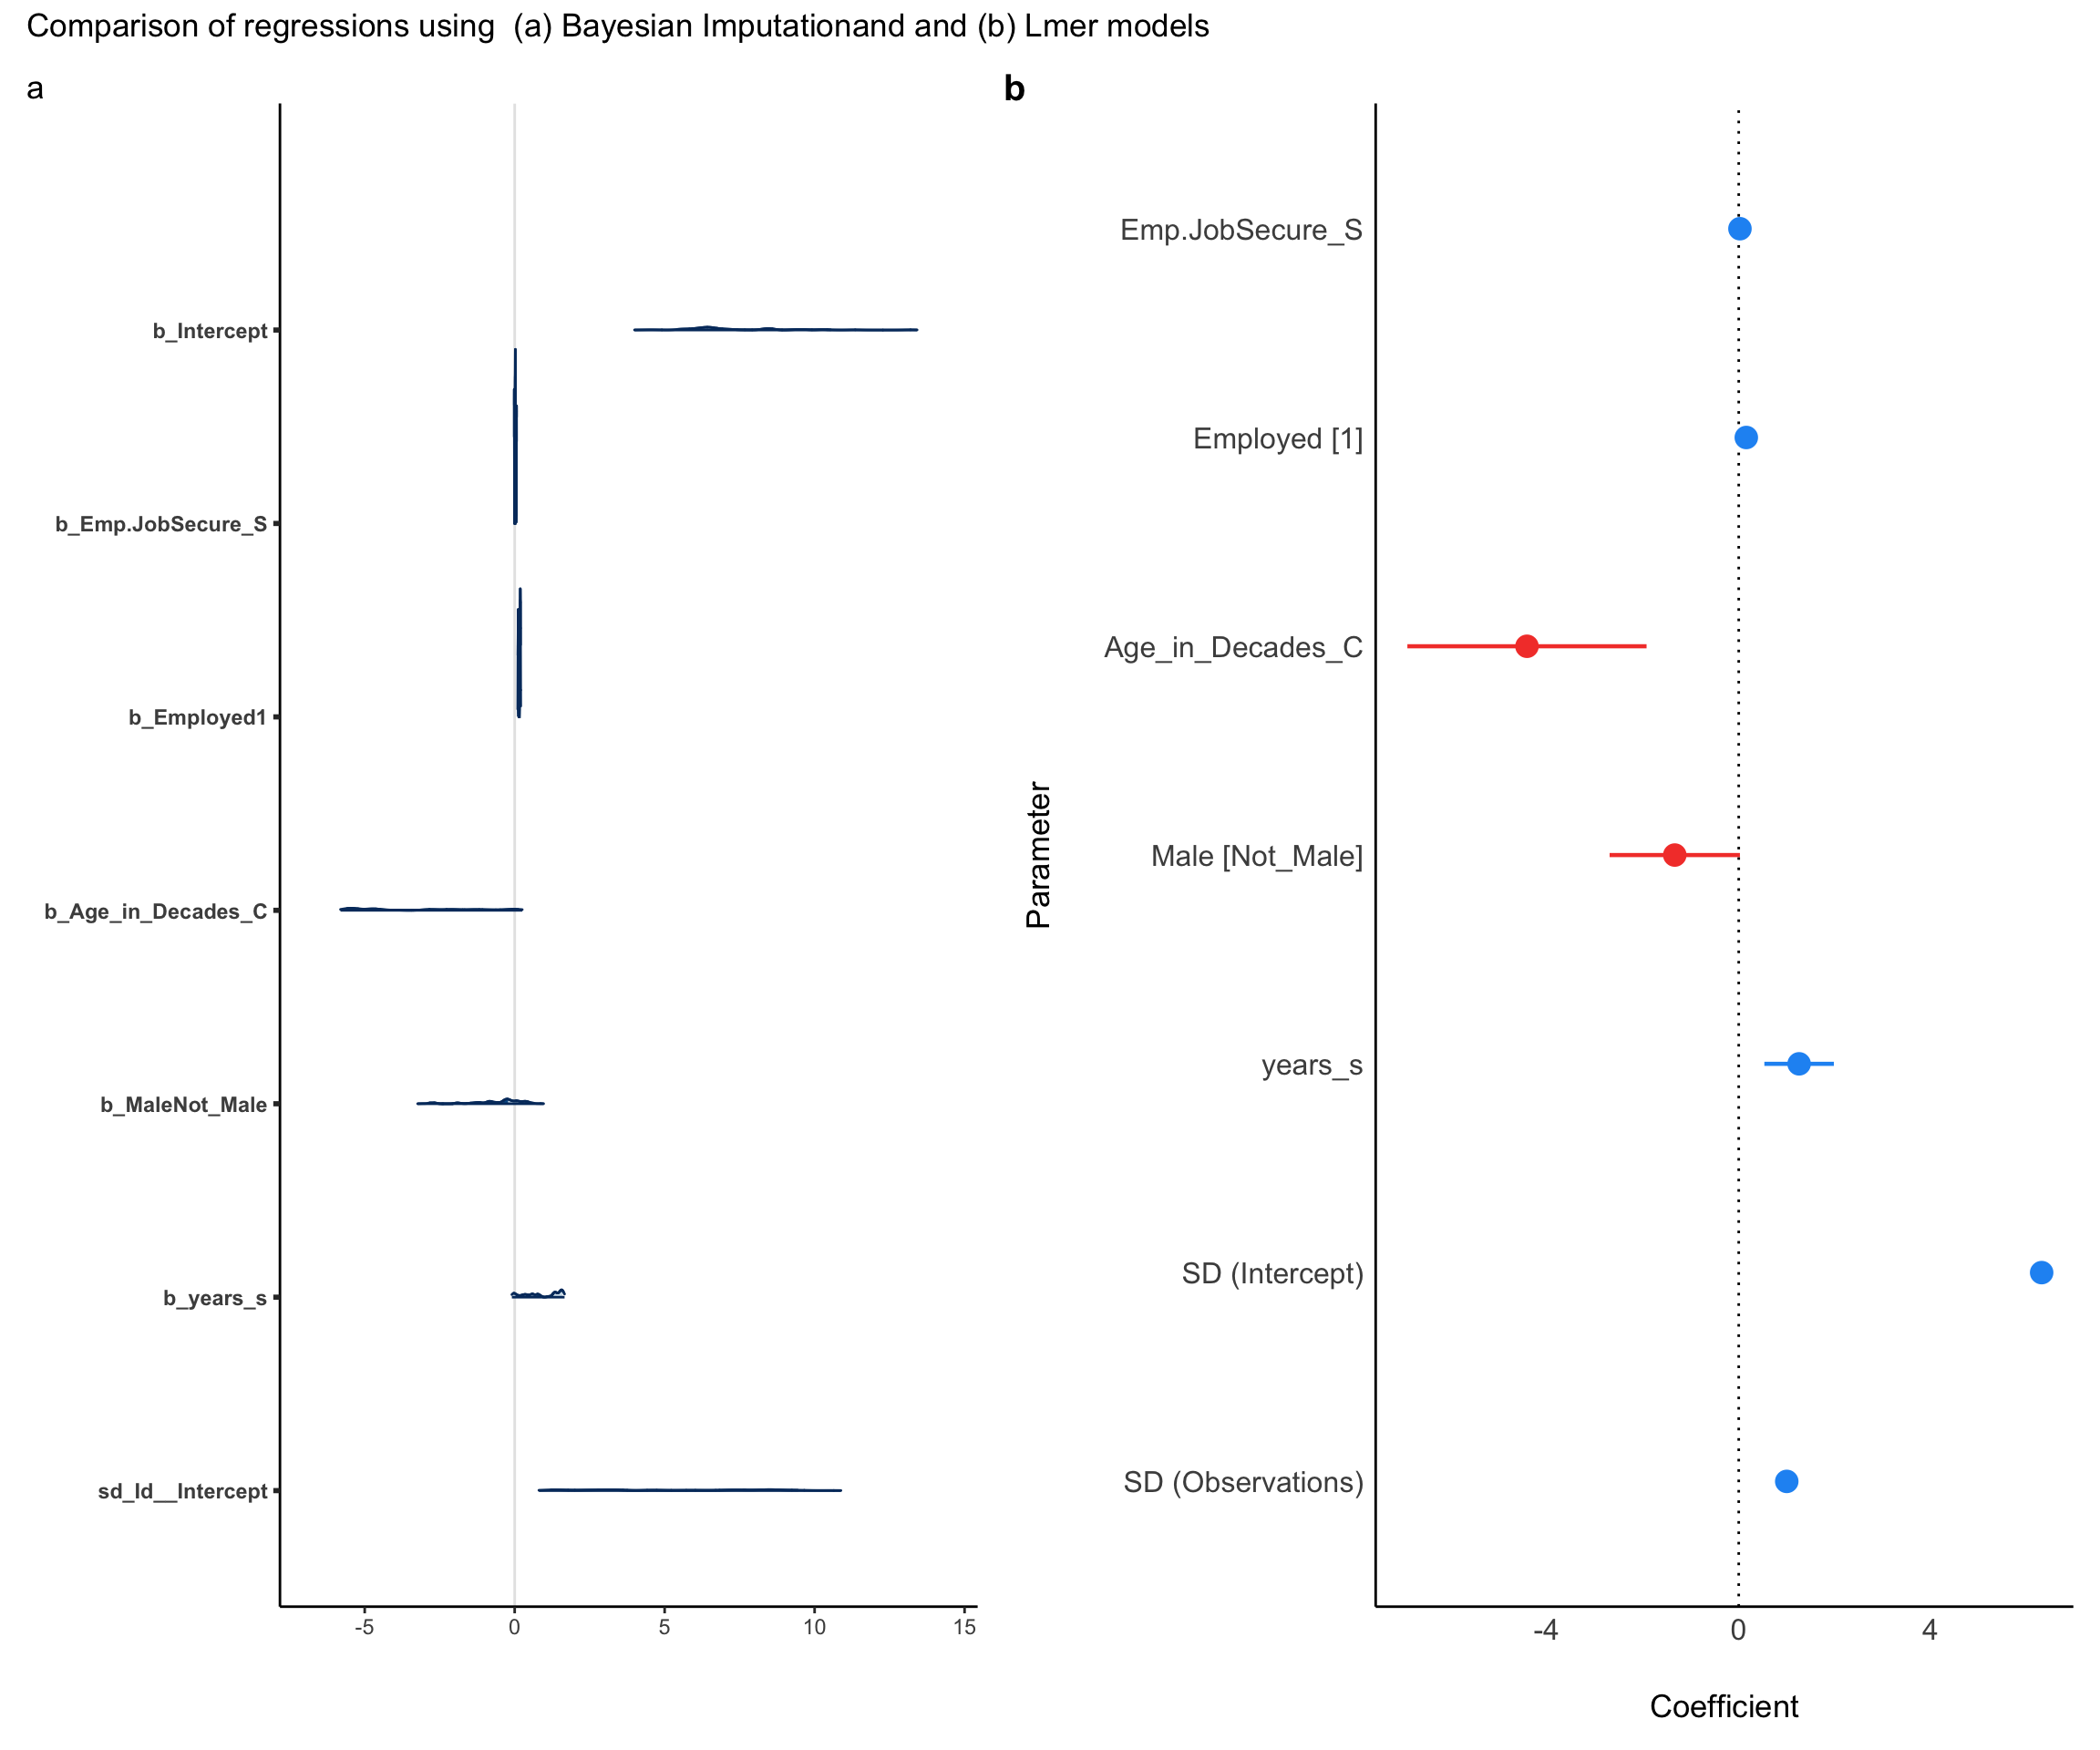 Comparison of regressions using  (a) Bayesian Imputationand and (b) Lmer models
a
b_Intercept
b_Emp.JobSecure_S
b_Employed1
b_Age_in_Decades_C
b_MaleNot_Male
b_years_s
sd_Id__Intercept
-5 0 5 10 15
b
Parameter
Emp.JobSecure_S
Employed [1]
Age_in_Decades_C
Male [Not_Male]
years_s
SD (Intercept)
SD (Observations)
-4 0 4
Coefficient